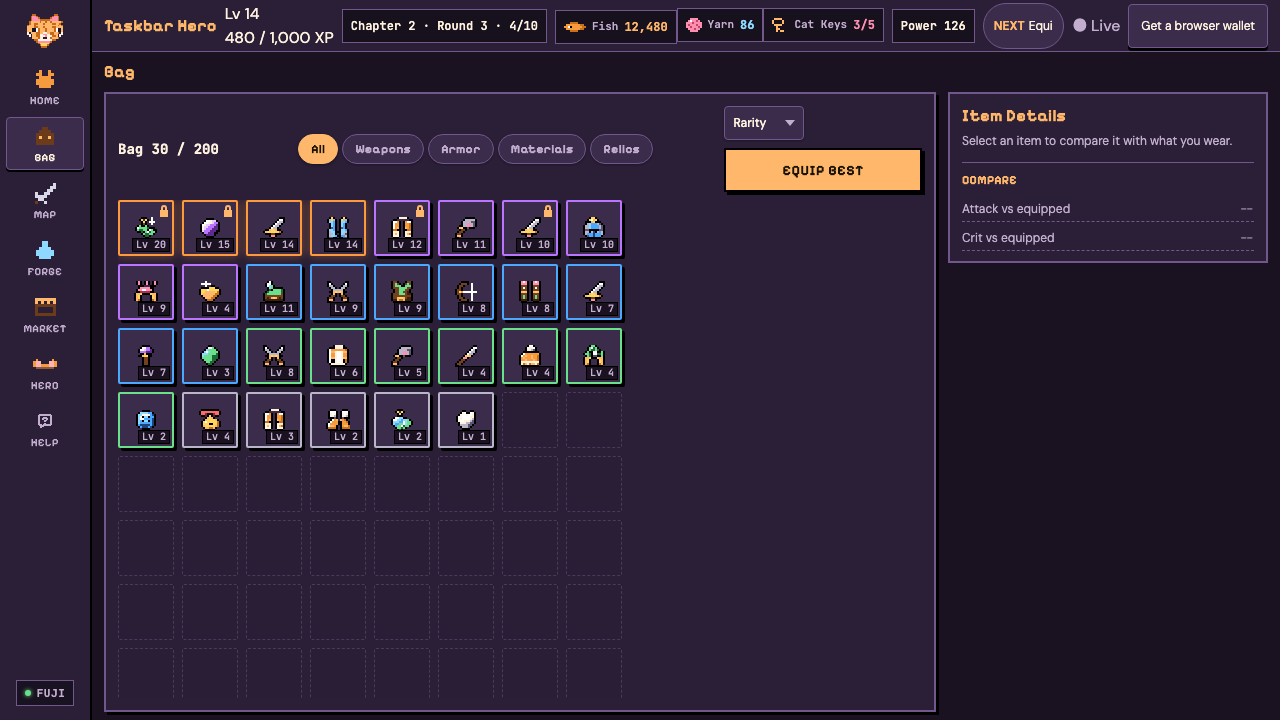 Taskbar Hero
Lv 14
480 / 1,000 XP
Chapter 2 · Round 3 · 4/10
Fish 12,480
Yarn 86
Cat Keys 3/5
Power 126
NEXT Equi
Live
Get a browser wallet
HOME
BAG
MAP
FORGE
MARKET
HERO
HELP
FUJI
Bag
Bag 30 / 200
All
Weapons
Armor
Materials
Relics
Rarity
EQUIP BEST
Lv 20 Lv 15 Lv 14 Lv 14 Lv 12 Lv 11 Lv 10 Lv 10
Lv 9 Lv 4 Lv 11 Lv 9 Lv 9 Lv 8 Lv 8 Lv 7
Lv 7 Lv 3 Lv 8 Lv 6 Lv 5 Lv 4 Lv 4 Lv 4
Lv 2 Lv 4 Lv 3 Lv 2 Lv 2 Lv 1
Item Details
Select an item to compare it with what you wear.
COMPARE
Attack vs equipped —
Crit vs equipped —